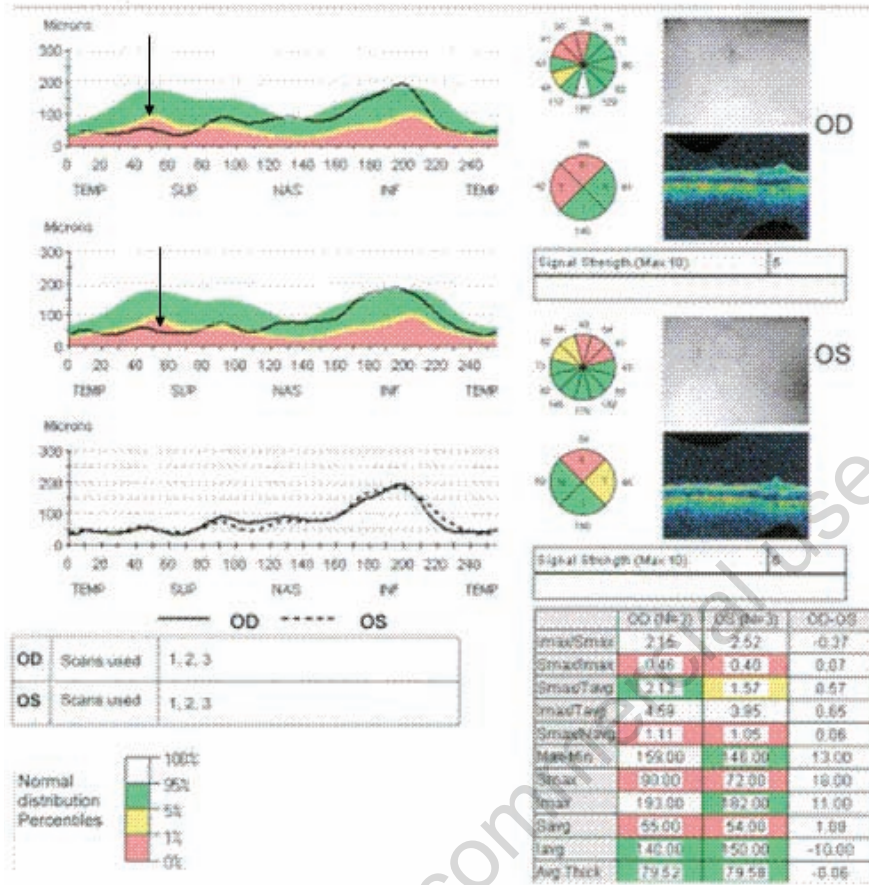 Microns
300
200
100
0
0 20 40 60 80 100 120 140 160 180 200 220 240
TEMP SUP NAS INF TEMP
OD
Signal Strength (Max 10) 5
Microns
300
200
100
0
0 20 40 60 80 100 120 140 160 180 200 220 240
TEMP SUP NAS INF TEMP
OS
Microns
300
200
100
0
0 20 40 60 80 100 120 140 160 180 200 220 240
TEMP SUP NAS INF TEMP
OD OS
Signal Strength (Max 10) 6
OD Scans used 1, 2, 3
OS Scans used 1, 2, 3
Normal distribution Percentiles
100%
95%
5%
1%
0%
OD (N=2) OS (N=3) OD-OS
Imax/Smax 2.16 2.52 -0.37
Smax/Imax 0.46 0.40 0.07
Smax/Tavg 2.13 1.57 0.57
Imax/Tavg 4.59 3.95 0.65
Smax/Navg 1.11 1.05 0.06
Max-Min 159.00 146.00 13.00
Smax 90.00 72.00 18.00
Imax 193.00 182.00 11.00
Savg 55.00 54.00 1.00
Iavg 140.00 150.00 -10.00
Avg.Thick 79.52 79.58 -0.06
commercial use